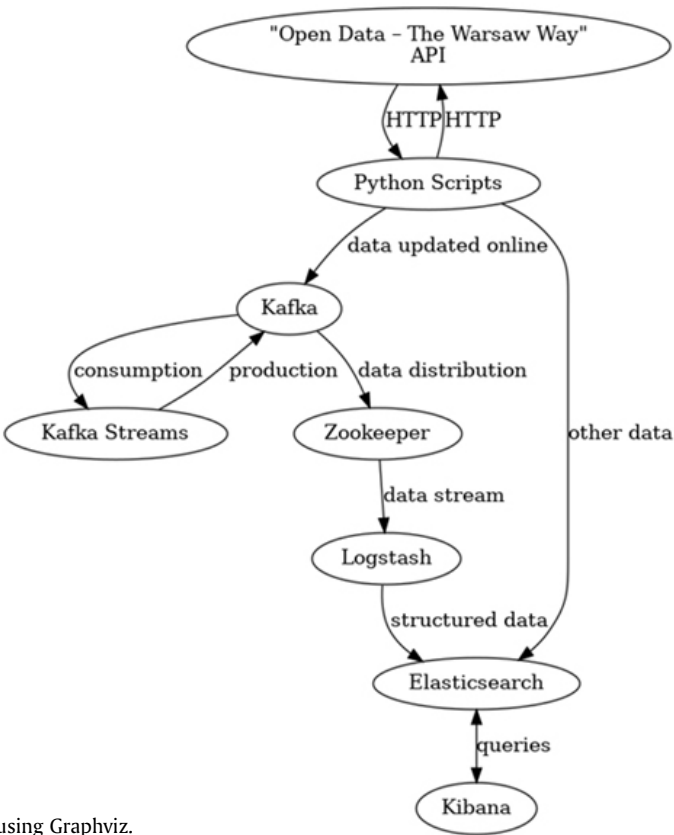 "Open Data – The Warsaw Way"
API
HTTP HTTP
Python Scripts
data updated online
Kafka
consumption
production
data distribution
Kafka Streams
Zookeeper
other data
data stream
Logstash
structured data
Elasticsearch
queries
Kibana
using Graphviz.